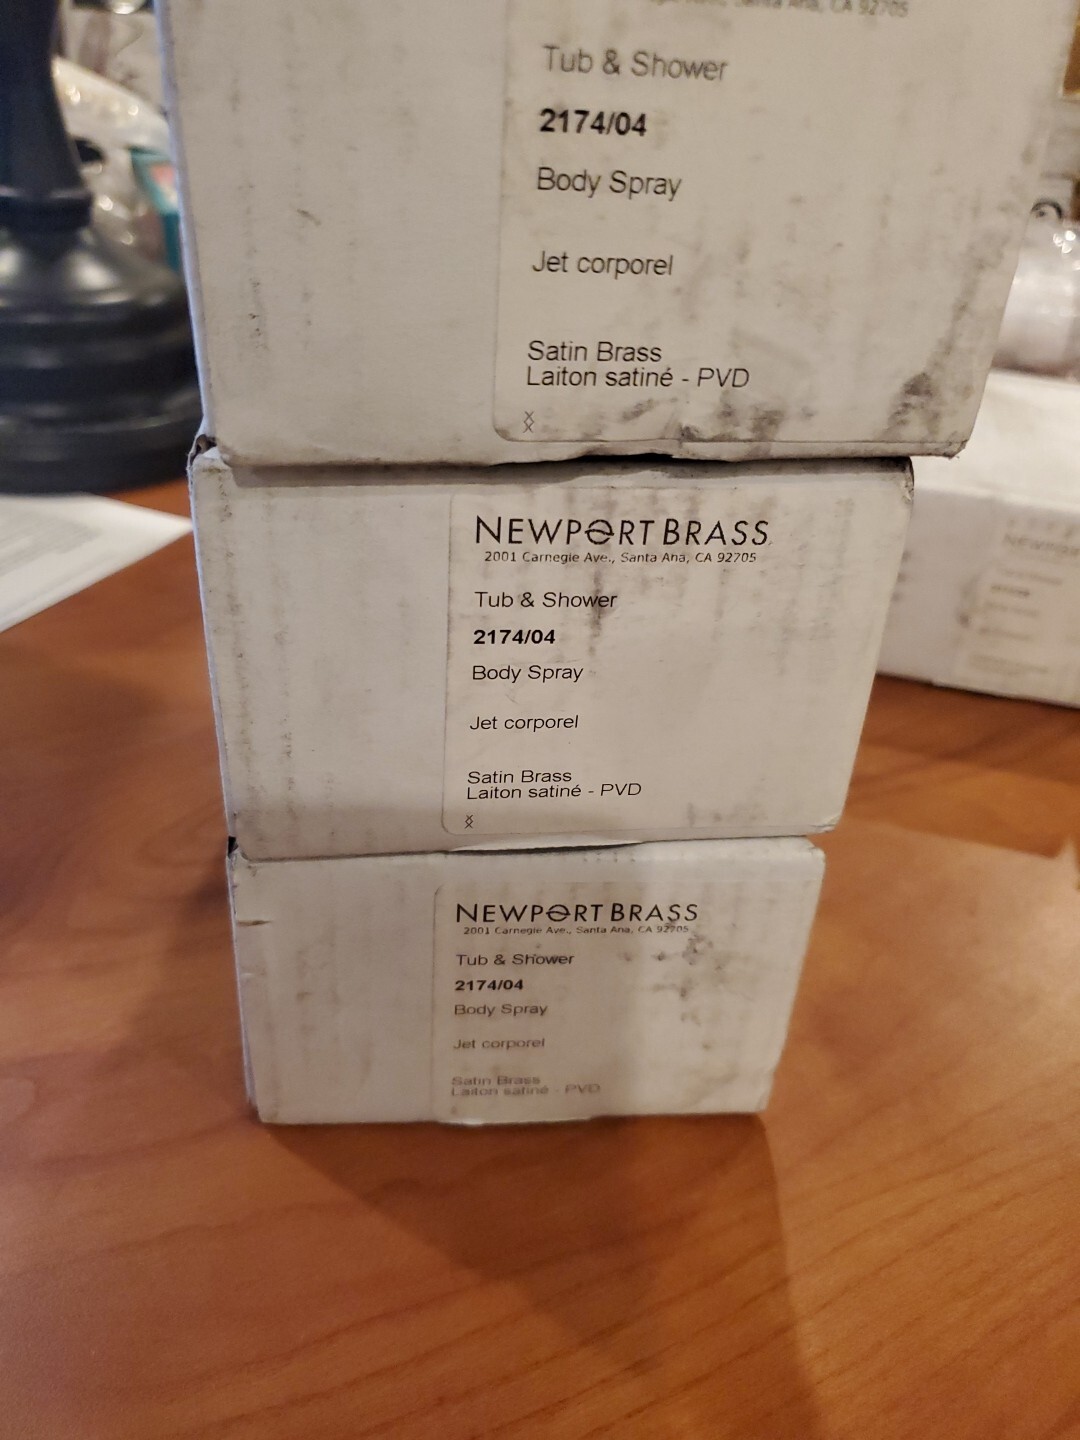 Santa Ana, CA 92705
Tub & Shower
2174/04
Body Spray
Jet corporel
Satin Brass
Laiton satiné - PVD
NEWPORT BRASS
2001 Carnegie Ave., Santa Ana, CA 92705
Tub & Shower
2174/04
Body Spray
Jet corporel
Satin Brass
Laiton satiné - PVD
NEWPORT BRASS
2001 Carnegie Ave., Santa Ana, CA 92705
Tub & Shower
2174/04
Body Spray
Jet corporel
Satin Brass
Laiton satiné - PVD